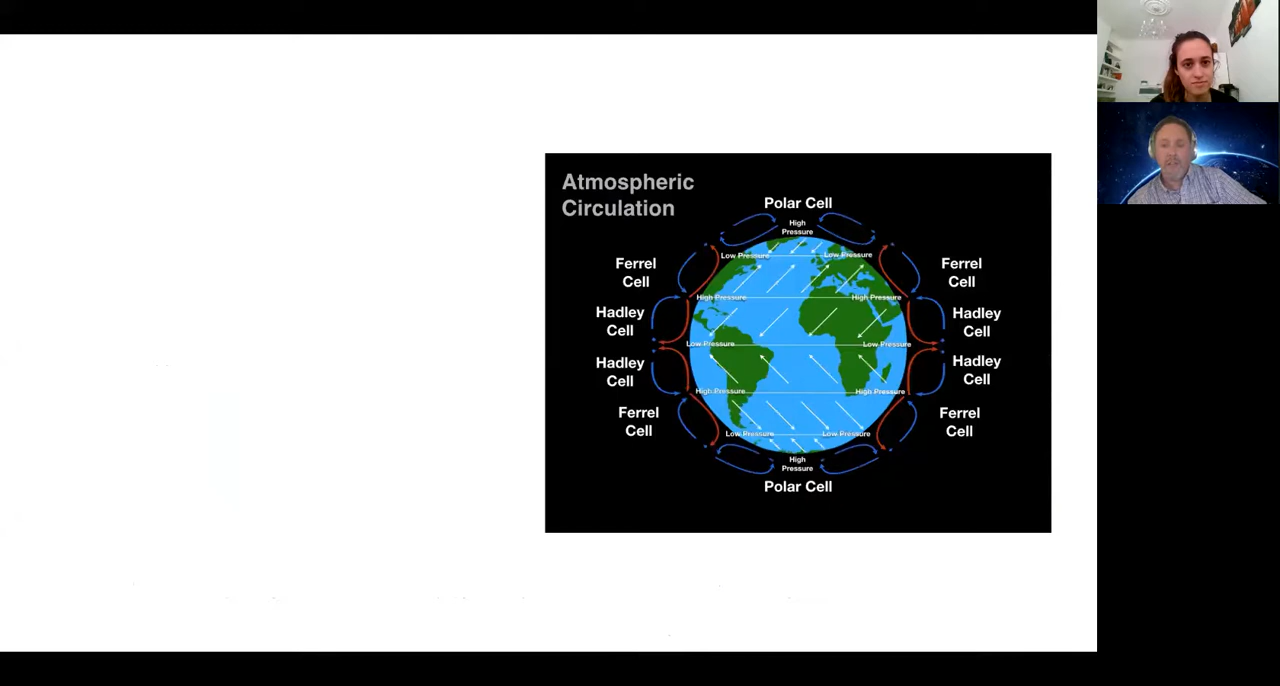 Atmospheric
Circulation
Polar Cell
High
Pressure
Low Pressure
Low Pressure
Ferrel
Cell
Ferrel
Cell
High Pressure
High Pressure
Hadley
Cell
Hadley
Cell
Low Pressure
Low Pressure
Hadley
Cell
Hadley
Cell
High Pressure
High Pressure
Ferrel
Cell
Ferrel
Cell
Low Pressure
Low Pressure
High
Pressure
Polar Cell